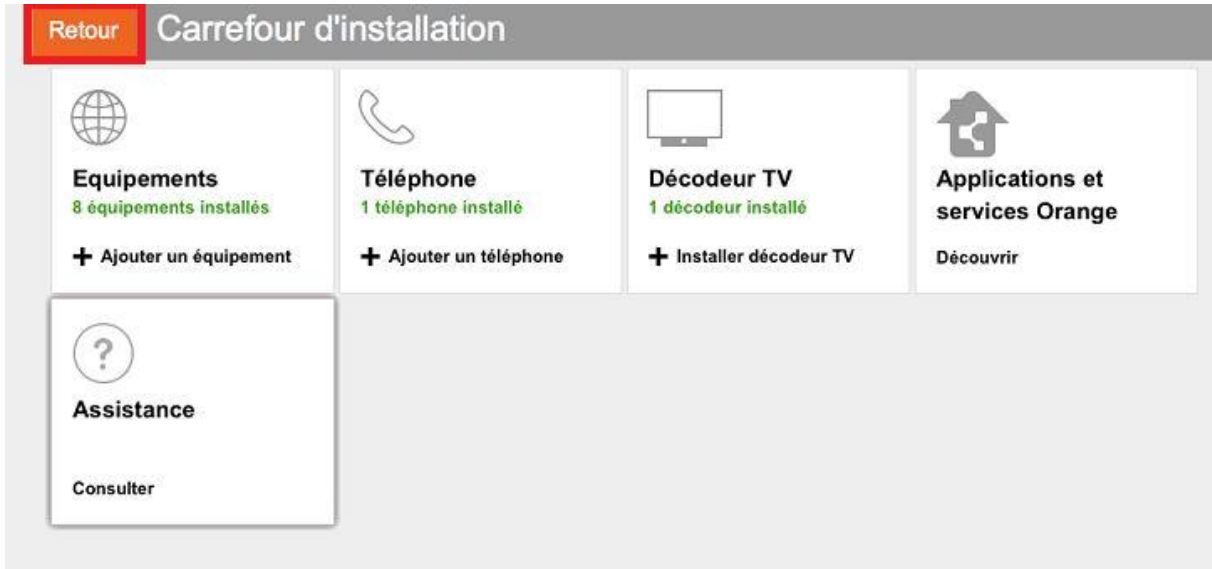 Retour
Carrefour d'installation
Equipements
8 équipements installés
+ Ajouter un équipement
Téléphone
1 téléphone installé
+ Ajouter un téléphone
Décodeur TV
1 décodeur installé
+ Installer décodeur TV
Applications et
services Orange
Découvrir
?
Assistance
Consulter